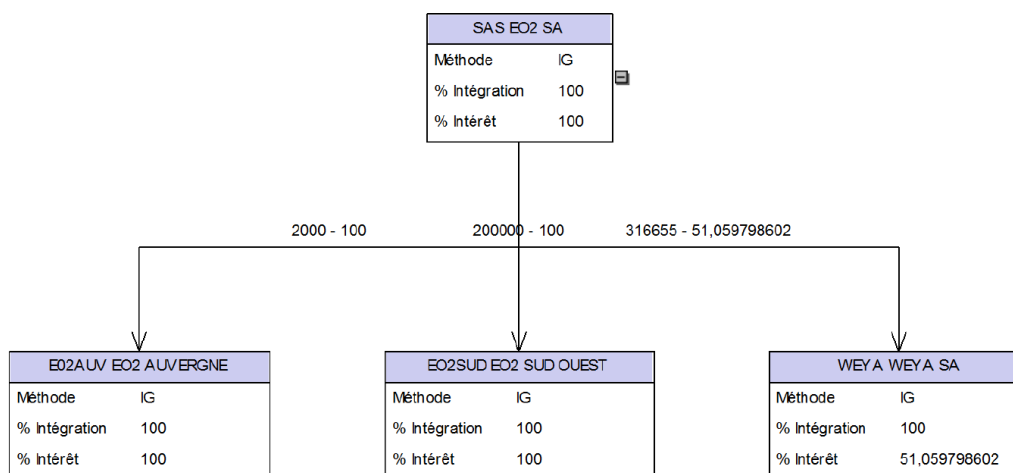 SAS EO2 SA
Méthode IG
% Intégration 100
% Intérêt 100
2000 - 100 200000 - 100 316655 - 51,059798602
E02AUV EO2 AUVERGNE EO2SUD EO2 SUD OUEST WEYA WEYA SA
Méthode IG Méthode IG Méthode IG
% Intégration 100 % Intégration 100 % Intégration 100
% Intérêt 100 % Intérêt 100 % Intérêt 51,059798602